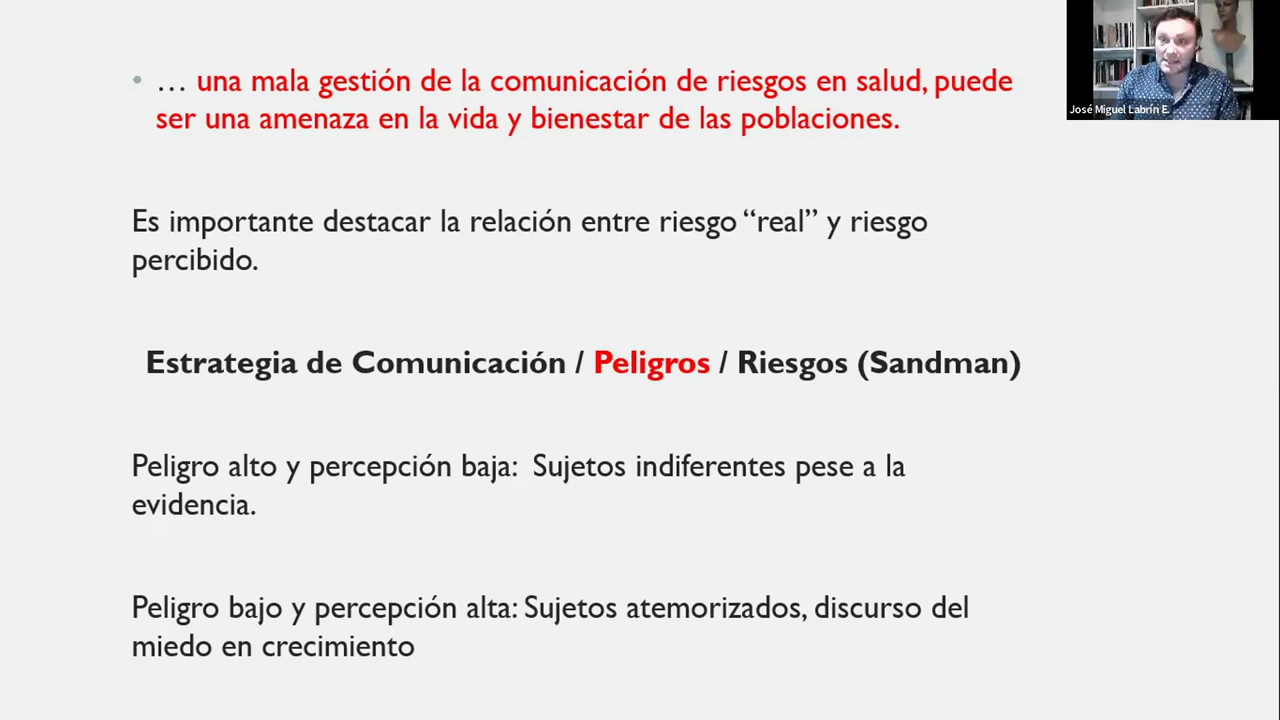 • … una mala gestión de la comunicación de riesgos en salud, puede
ser una amenaza en la vida y bienestar de las poblaciones.
Es importante destacar la relación entre riesgo “real” y riesgo
percibido.
Estrategia de Comunicación / Peligros / Riesgos (Sandman)
Peligro alto y percepción baja: Sujetos indiferentes pese a la
evidencia.
Peligro bajo y percepción alta: Sujetos atemorizados, discurso del
miedo en crecimiento
José Miguel Labrín E.